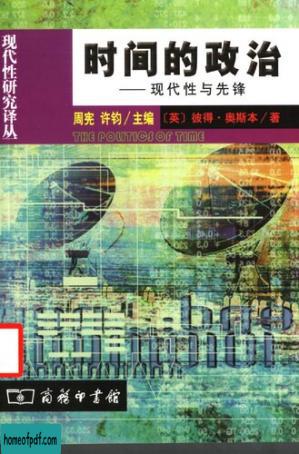 现代性研究译丛
时间的政治
——现代性与先锋
周宪 许钧/主编 〔英〕彼得·奥斯本/著
THE POLITICS OF TIME
商务印书馆
homeofpdf.com